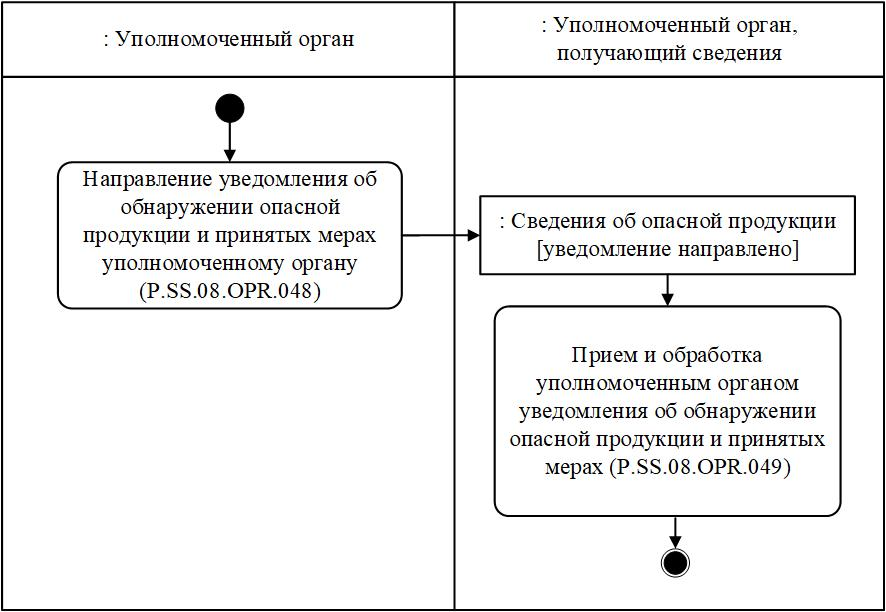 : Уполномоченный орган
: Уполномоченный орган,
получающий сведения
Направление уведомления об
обнаружении опасной
продукции и принятых мерах
уполномоченному органу
(P.SS.08.OPR.048)
: Сведения об опасной продукции
[уведомление направлено]
Прием и обработка
уполномоченным органом
уведомления об обнаружении
опасной продукции и принятых
мерах (P.SS.08.OPR.049)